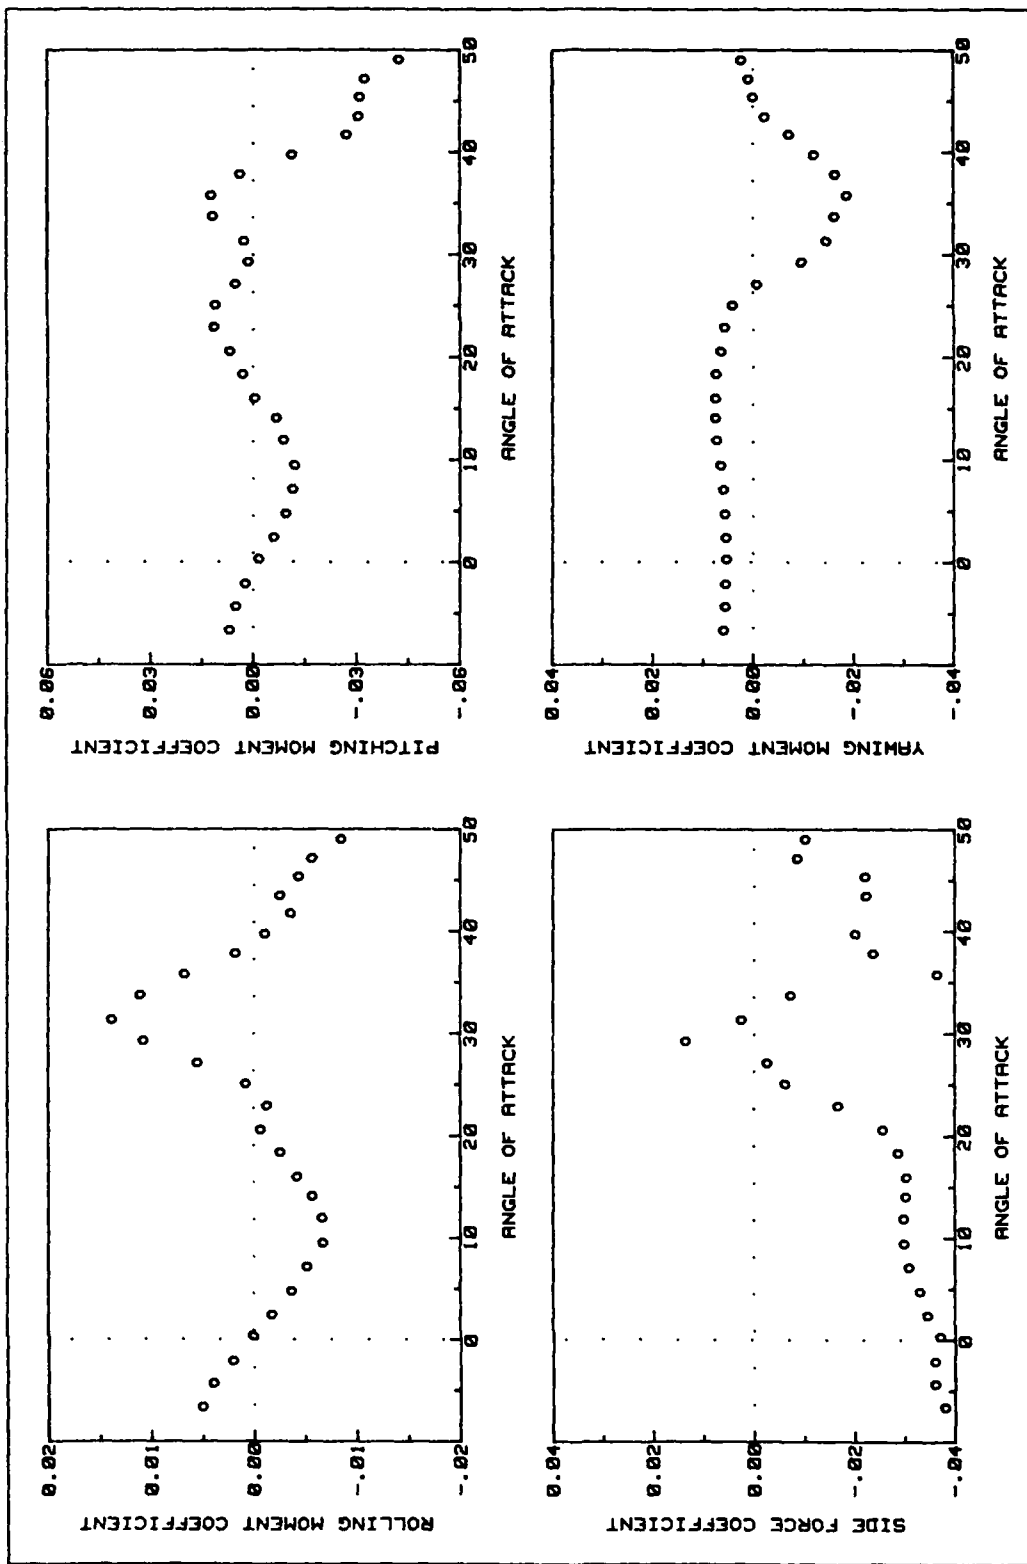 ROLLING MOMENT COEFFICIENT
0.02
0.01
0.00
-.01
-.02
0 10 20 30 40 50
ANGLE OF ATTACK
PITCHING MOMENT COEFFICIENT
0.06
0.03
0.00
-.03
-.06
0 10 20 30 40 50
ANGLE OF ATTACK
SIDE FORCE COEFFICIENT
0.04
0.02
0.00
-.02
-.04
0 10 20 30 40 50
ANGLE OF ATTACK
YAWING MOMENT COEFFICIENT
0.04
0.02
0.00
-.02
-.04
0 10 20 30 40 50
ANGLE OF ATTACK